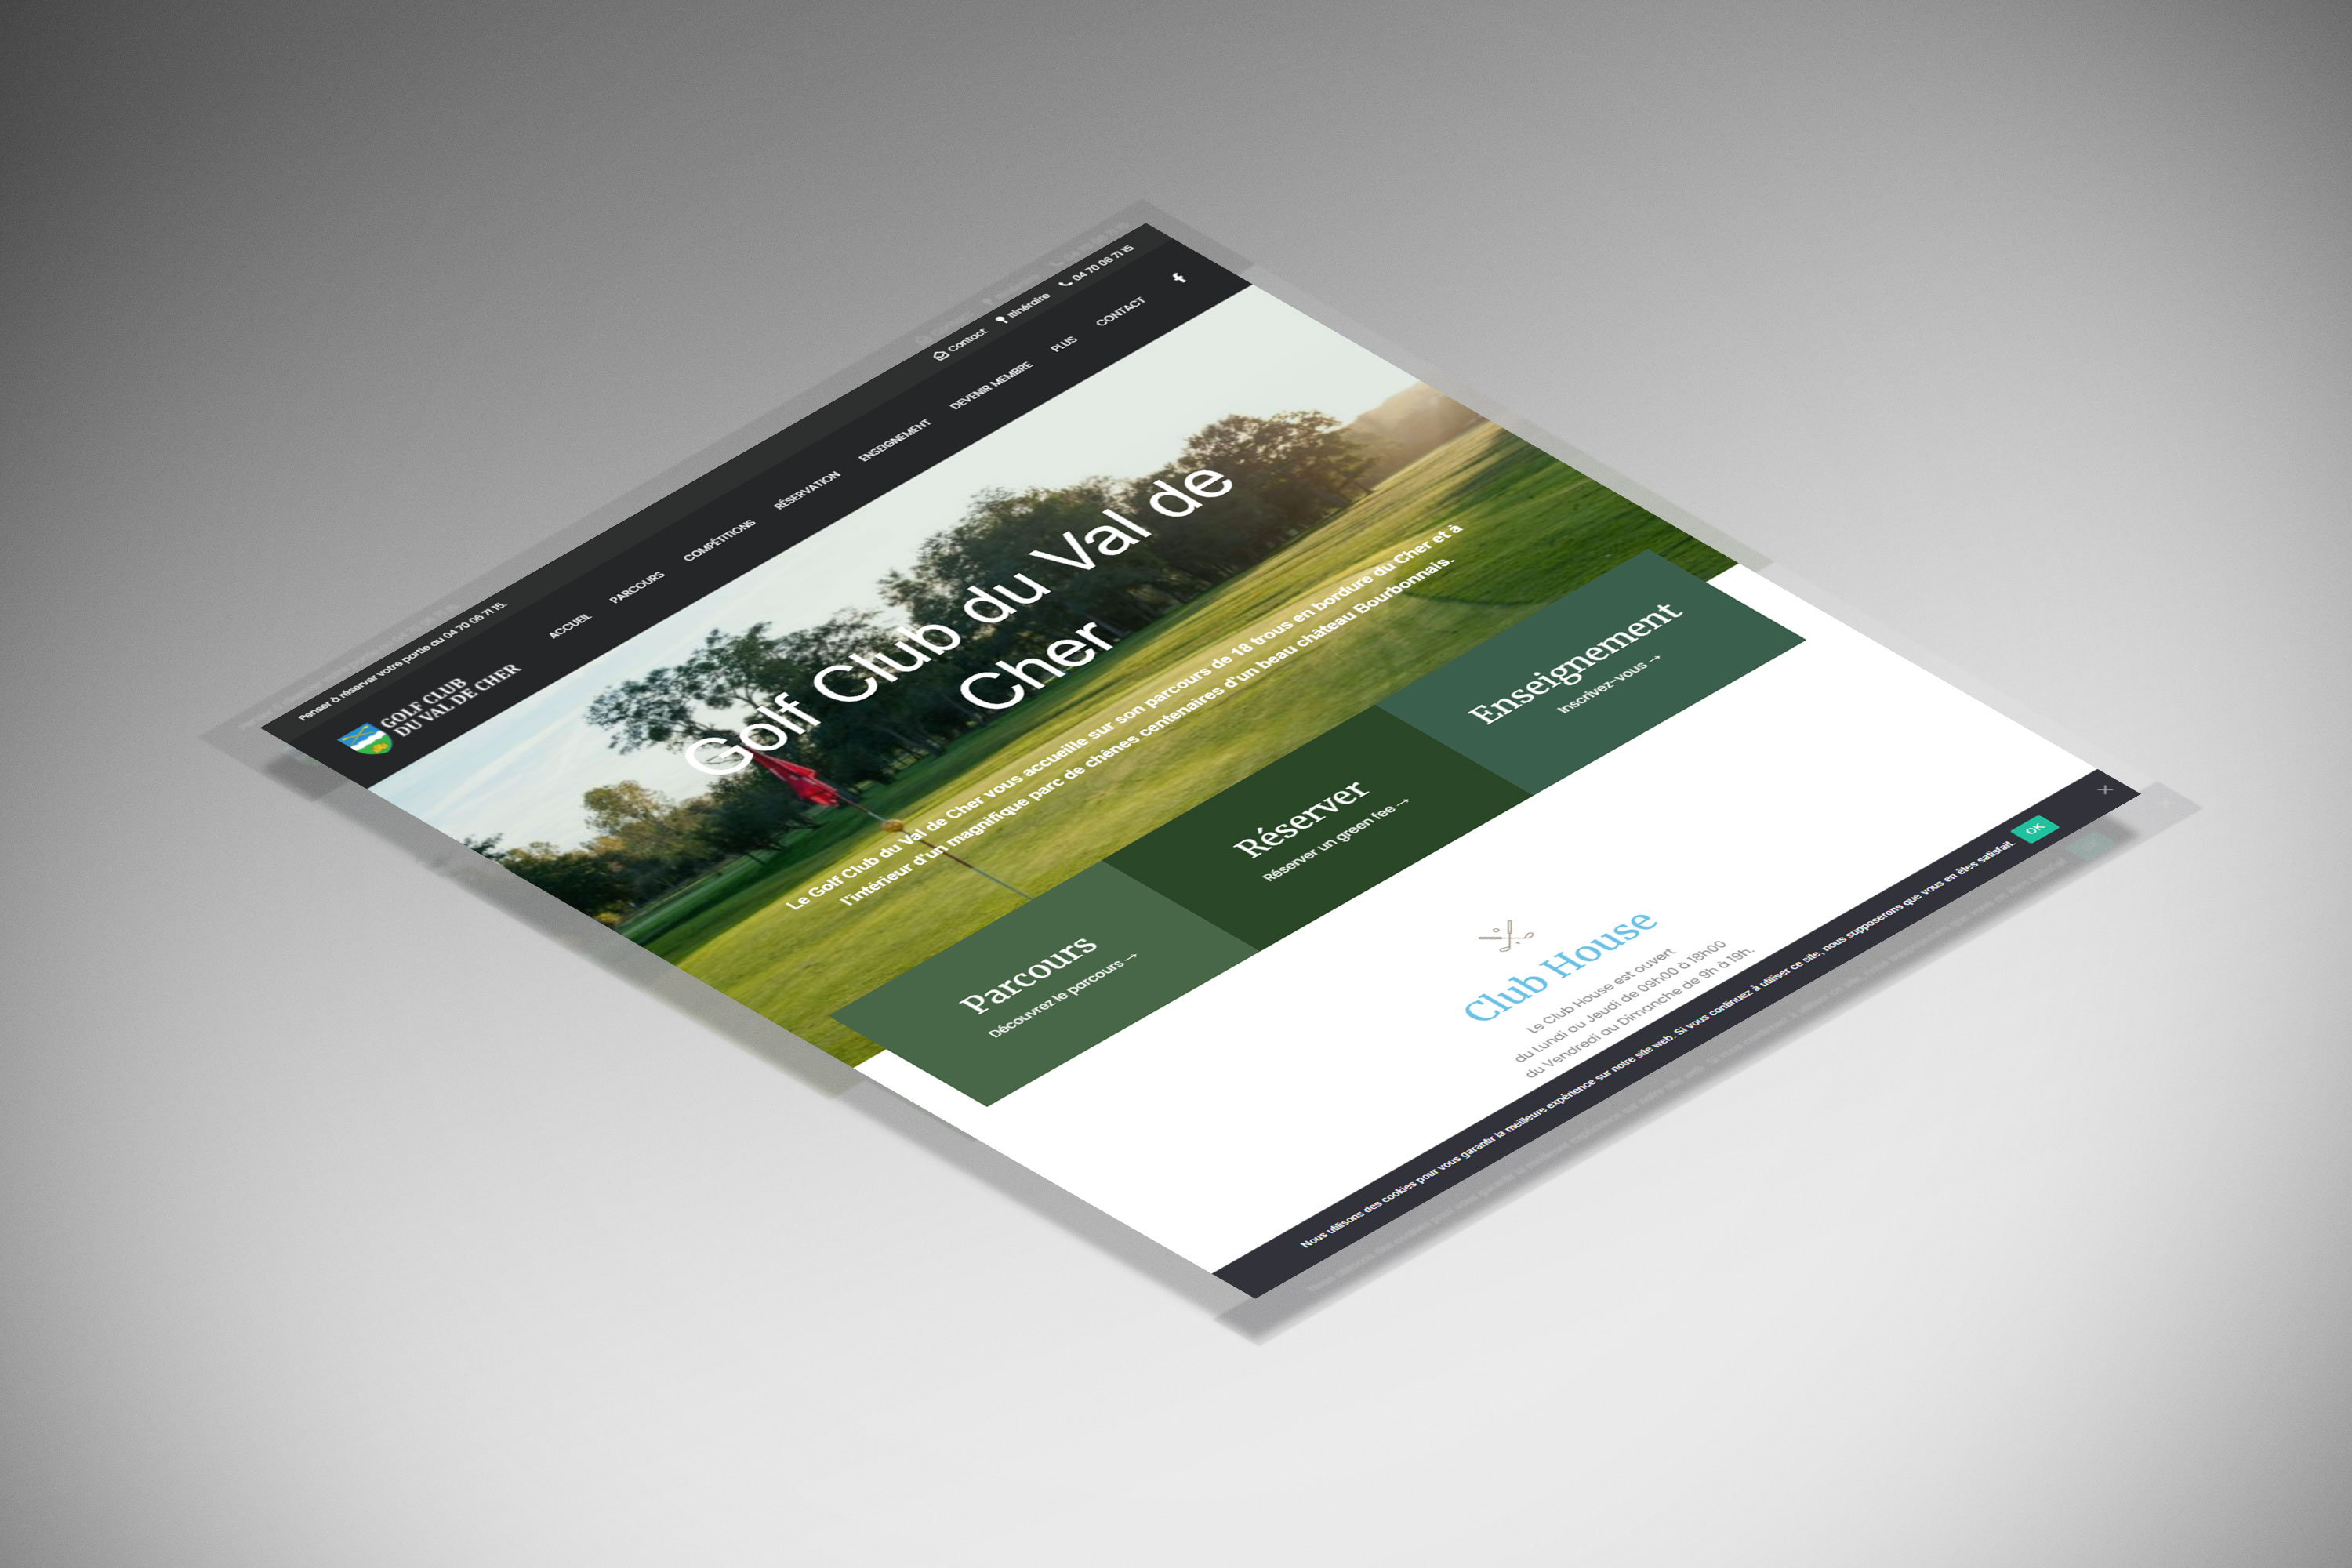 Penser à réserver votre partie au 04 70 06 71 15.
Contact
Itinéraire
04 70 06 71 15
GOLF CLUB
DU VAL DE CHER
ACCUEIL
PARCOURS
COMPÉTITIONS
RÉSERVATION
ENSEIGNEMENT
DEVENIR MEMBRE
PLUS
CONTACT
Golf Club du Val de
Cher
Le Golf Club du Val de Cher vous accueille sur son parcours de 18 trous en bordure du Cher et à
l'intérieur d'un magnifique parc de chênes centenaires d'un beau château Bourbonnais.
Parcours
Découvrez le parcours →
Réserver
Réserver un green fee →
Enseignement
Inscrivez-vous →
Club House
Le Club House est ouvert
du Lundi au Jeudi de 09h00 à 18h00
du Vendredi au Dimanche de 9h à 19h.
Nous utilisons des cookies pour vous garantir la meilleure expérience sur notre site web. Si vous continuez à utiliser ce site, nous supposerons que vous en êtes satisfait.
OK